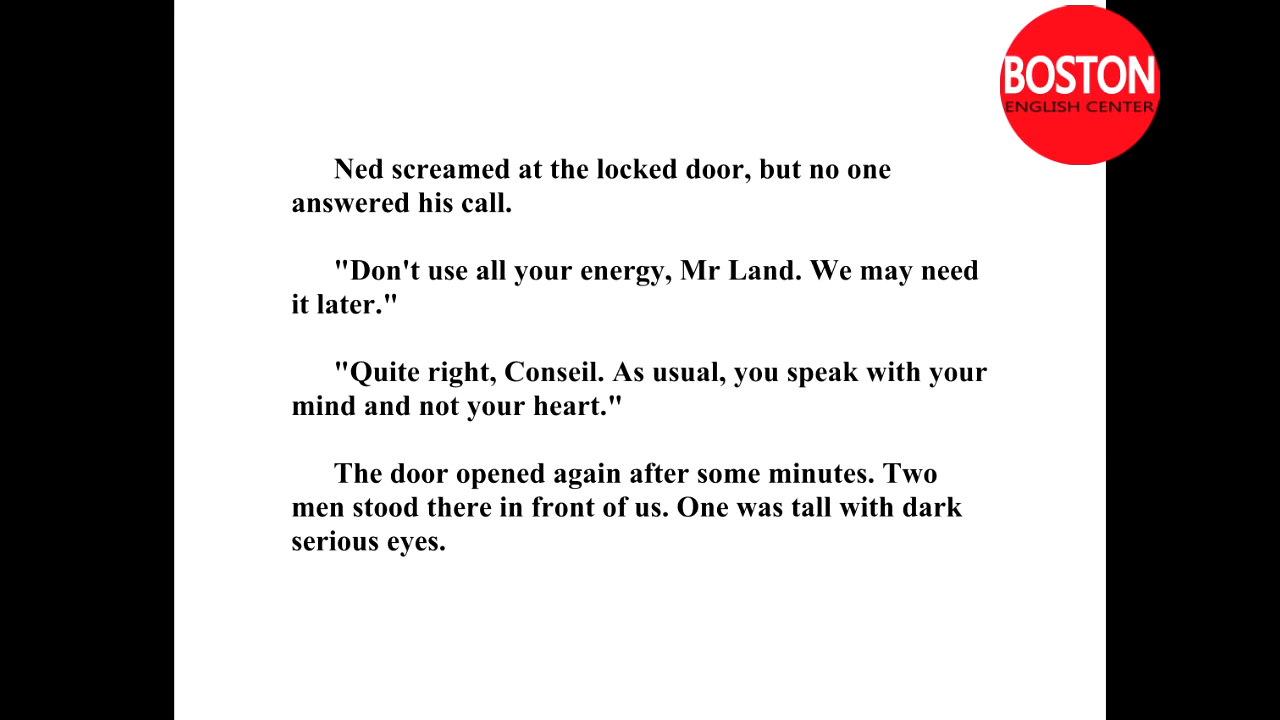 BOSTON
ENGLISH CENTER
Ned screamed at the locked door, but no one
answered his call.
"Don't use all your energy, Mr Land. We may need
it later."
"Quite right, Conseil. As usual, you speak with your
mind and not your heart."
The door opened again after some minutes. Two
men stood there in front of us. One was tall with dark
serious eyes.